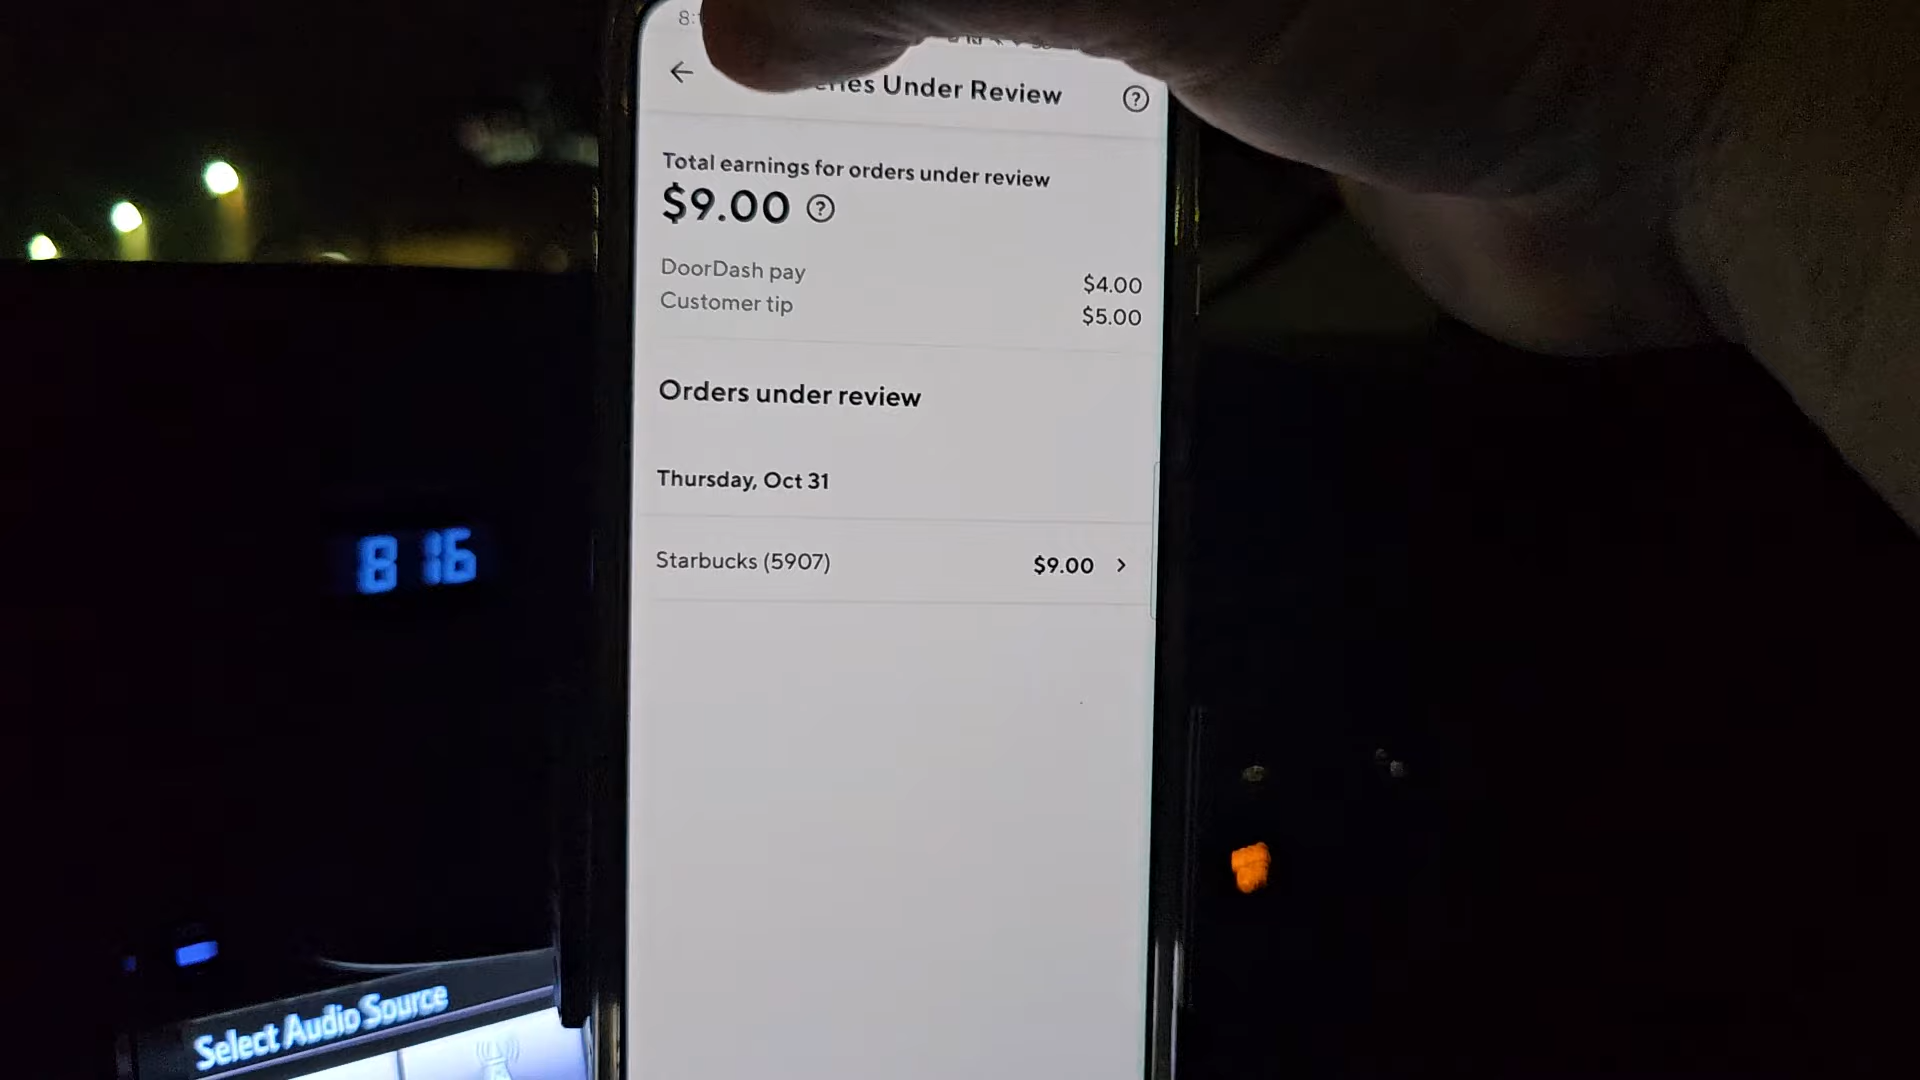 Under Review
Total earnings for orders under review
$9.00
DoorDash pay $4.00
Customer tip $5.00
Orders under review
Thursday, Oct 31
Starbucks (5907) $9.00
8 16
Select Audio Source